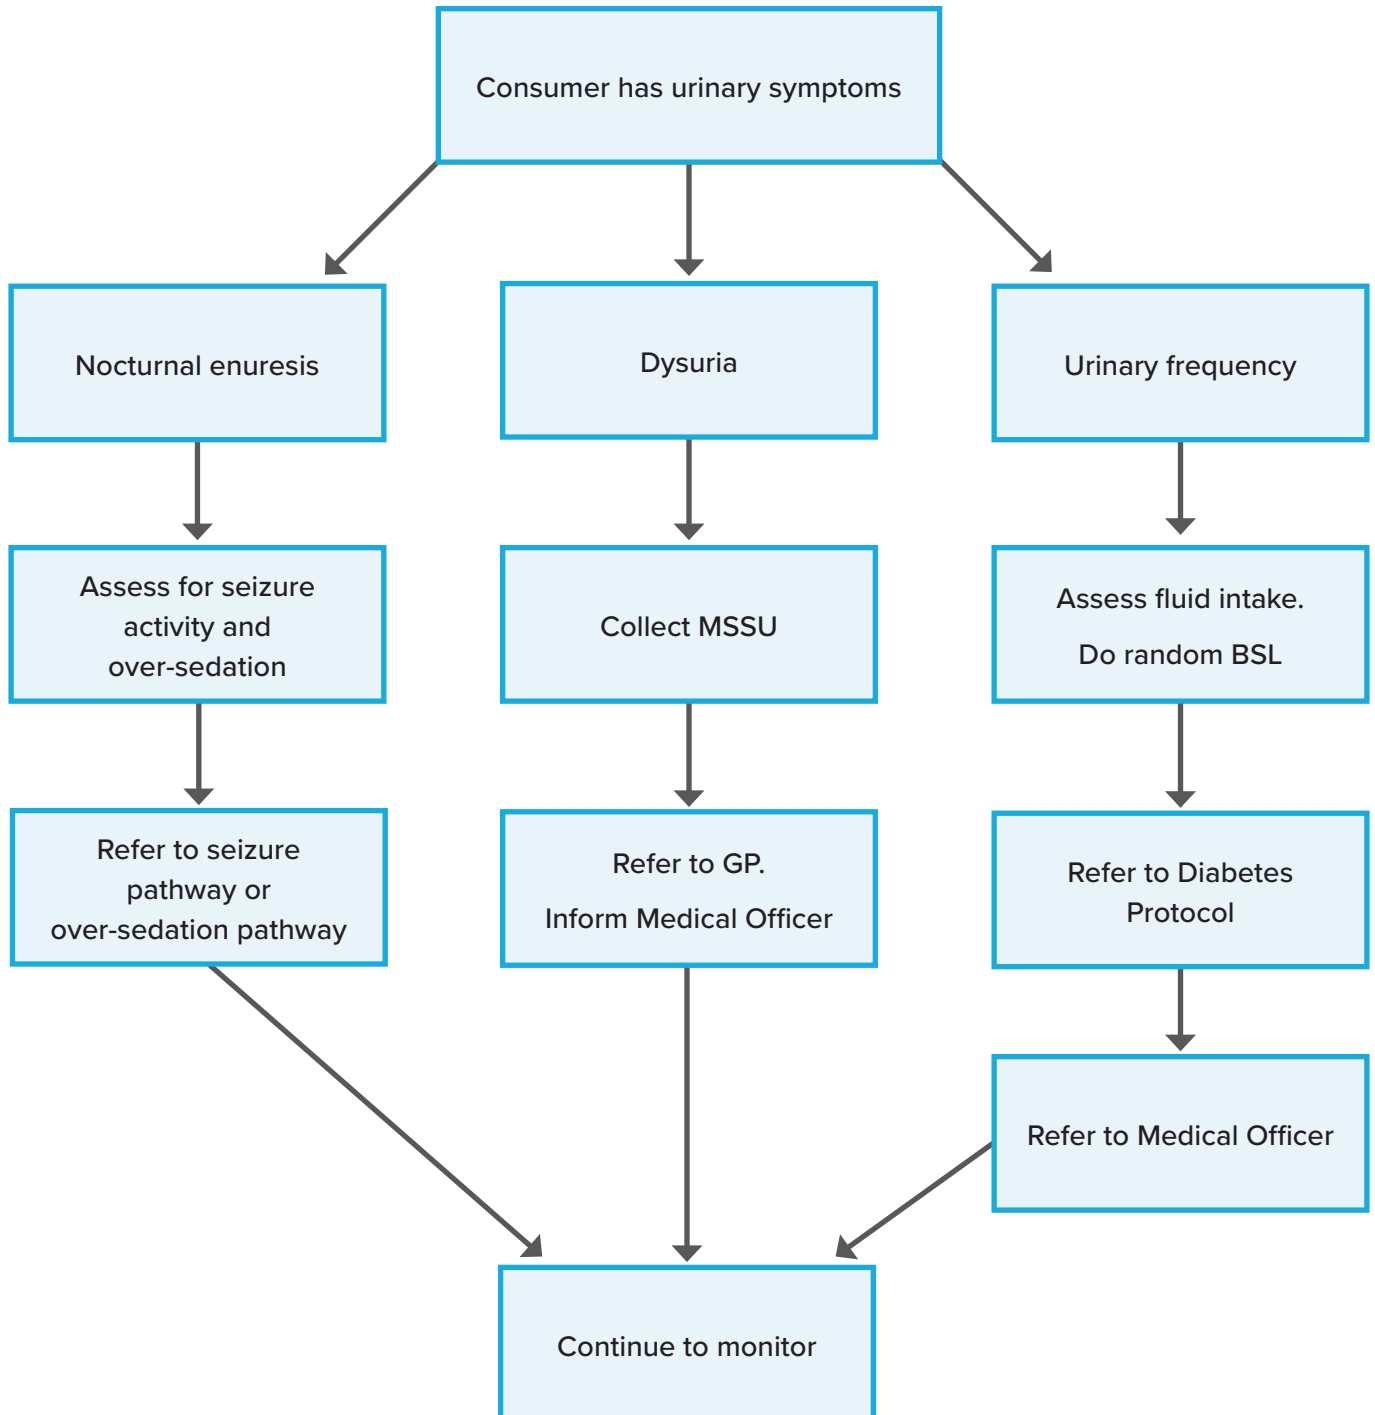 Consumer has urinary symptoms
Nocturnal enuresis
Dysuria
Urinary frequency
Assess for seizure
activity and
over-sedation
Collect MSSU
Assess fluid intake.
Do random BSL
Refer to seizure
pathway or
over-sedation pathway
Refer to GP.
Inform Medical Officer
Refer to Diabetes
Protocol
Refer to Medical Officer
Continue to monitor